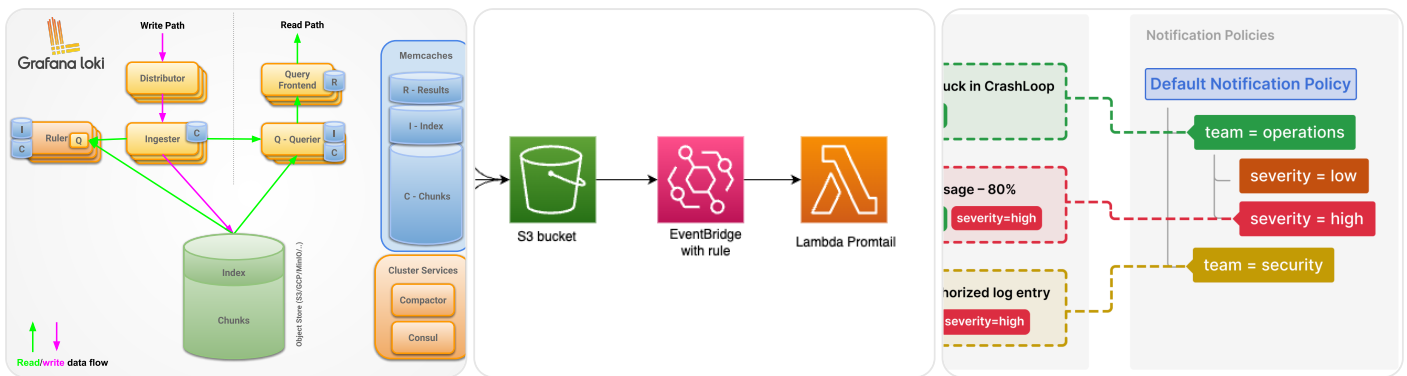 Grafana loki
Write Path
Read Path
Distributor
Query
Frontend
R
I
C
Ruler
Q
Ingester
C
Q - Querier
I
C
Index
Chunks
Object Store (S3/GCP/MinIO/..)
Read/write data flow
Memcaches
R - Results
I - Index
C - Chunks
Cluster Services
Compactor
Consul
S3 bucket
EventBridge
with rule
Lambda Promtail
uck in CrashLoop
sage – 80%
severity=high
horized log entry
severity=high
Notification Policies
Default Notification Policy
team = operations
severity = low
severity = high
team = security